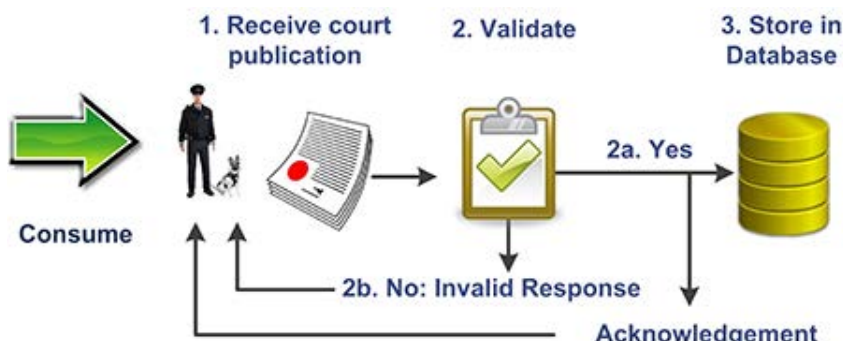 1. Receive court
publication
2. Validate
3. Store in
Database
2a. Yes
Consume
2b. No: Invalid Response
Acknowledgement